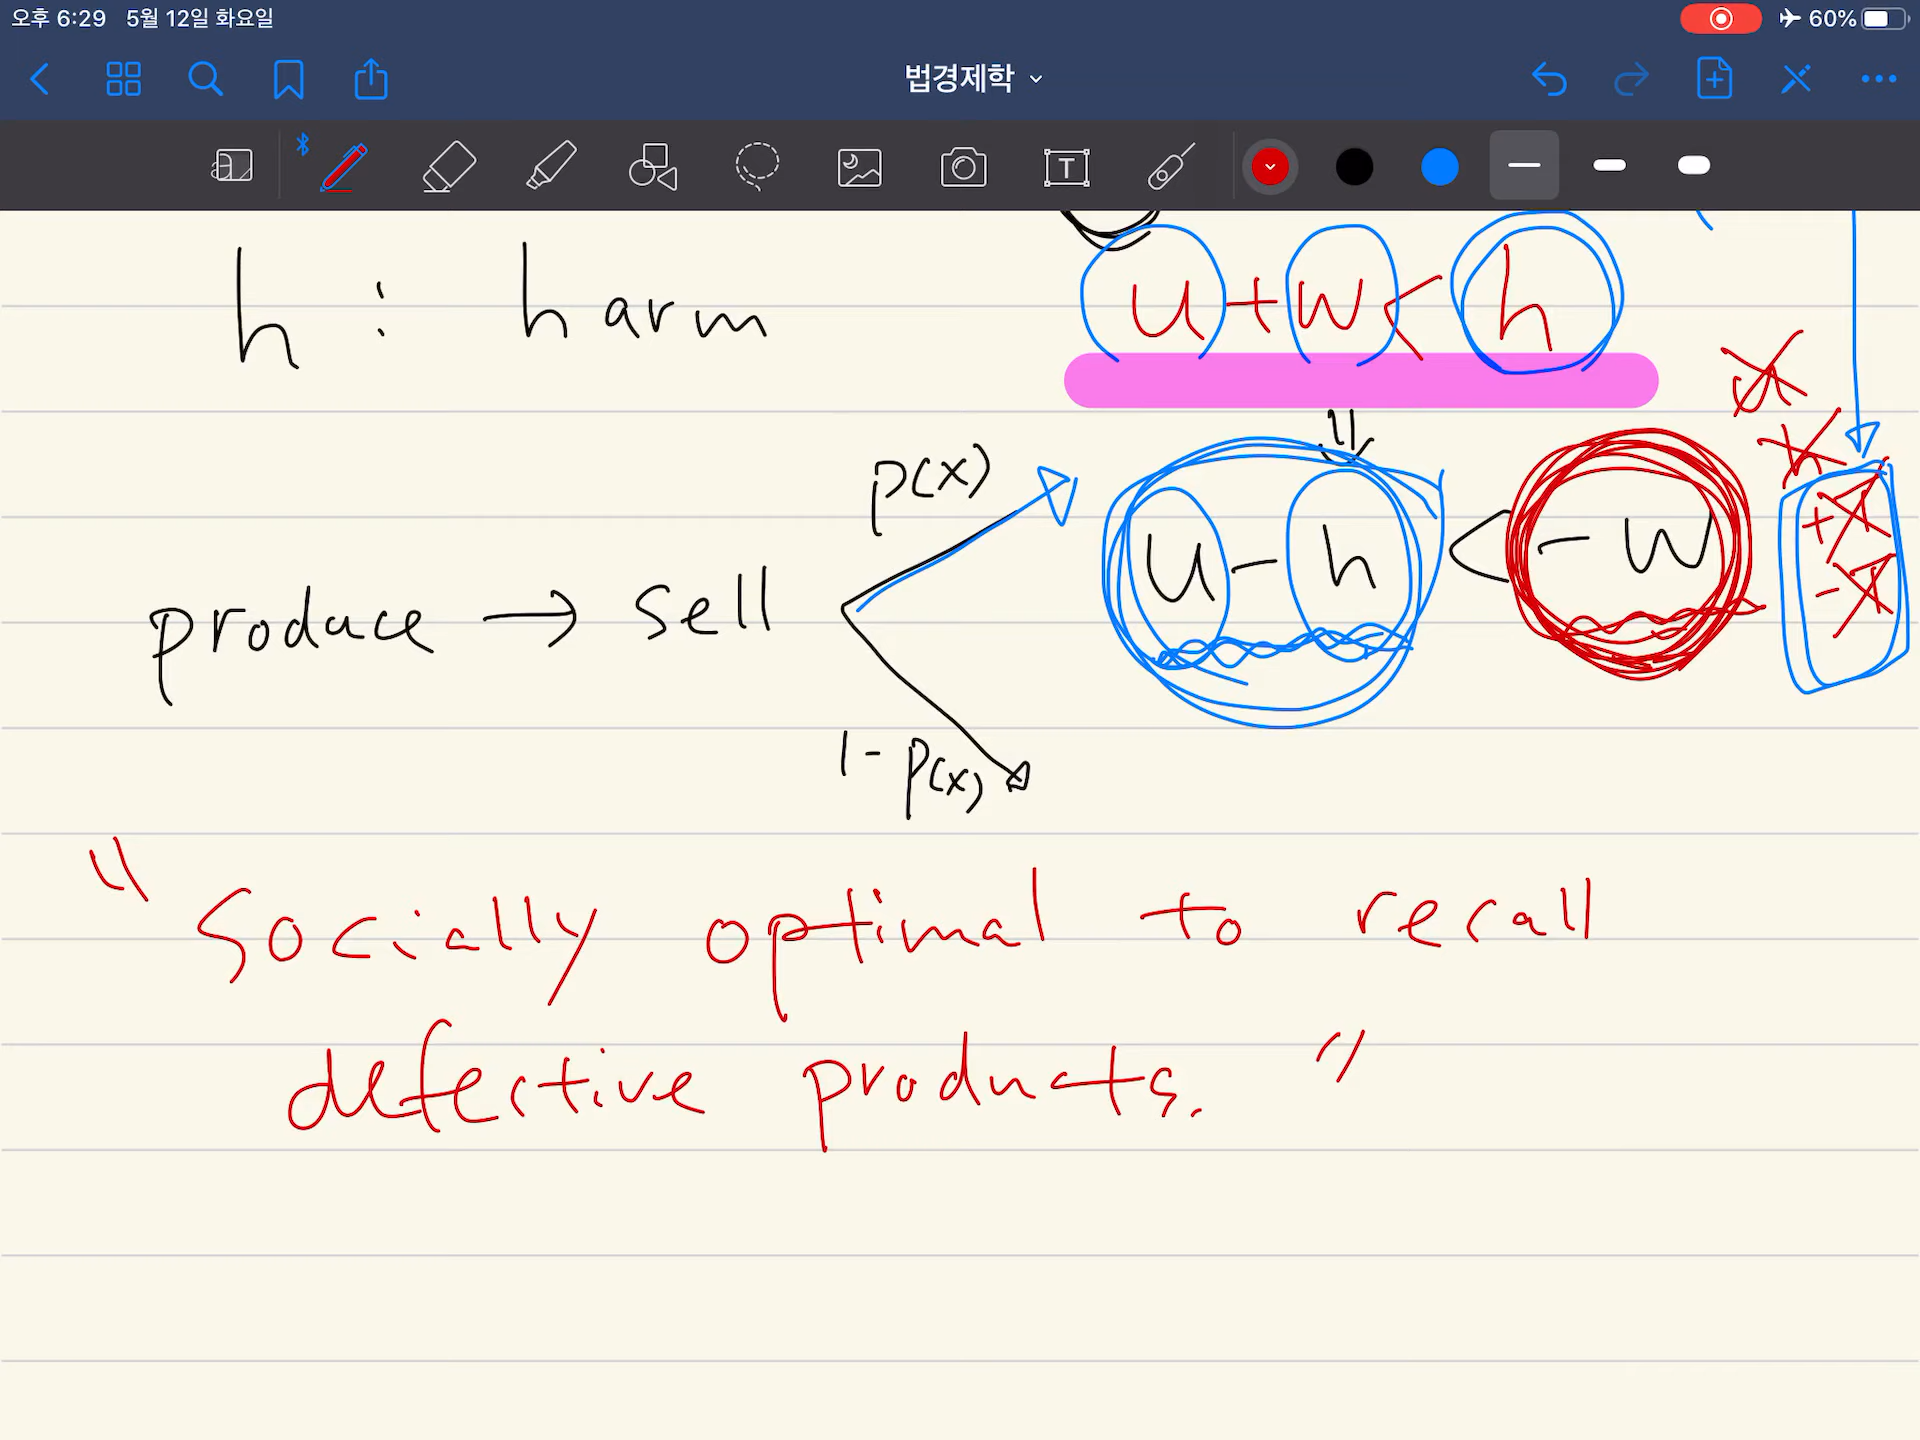 오후 6:29 5월 12일 화요일 60%
법경제학
h : harm
u + w < h
p(x)
u - h < - w
+
-
produce → sell
1 - p(x)
"Socially optimal to recall
defective products."